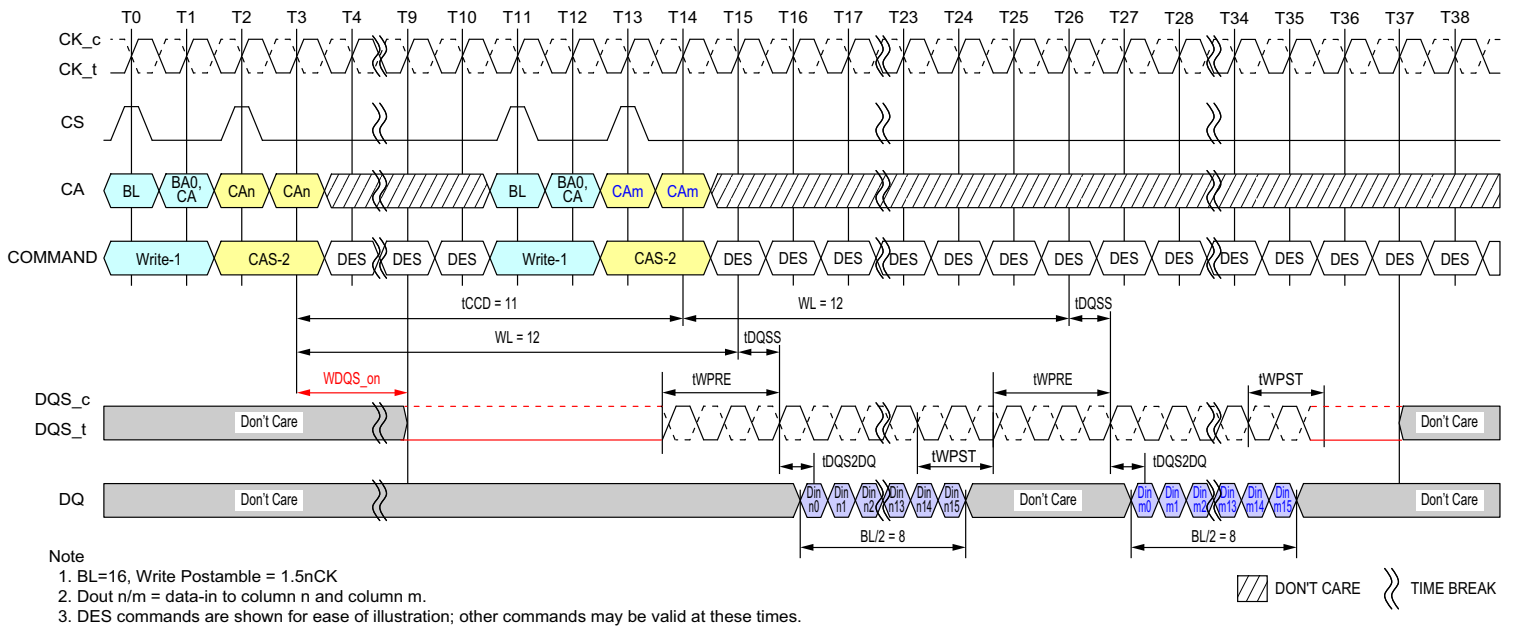 T0 T1 T2 T3 T4 T9 T10 T11 T12 T13 T14 T15 T16 T17 T23 T24 T25 T26 T27 T28 T34 T35 T36 T37 T38
CK_c
CK_t
CS
CA BL BA0, CA CAn CAn BL BA0, CA CAm CAm
COMMAND Write-1 CAS-2 DES DES DES Write-1 CAS-2 DES DES DES DES DES DES DES DES DES DES DES DES DES DES
tCCD = 11 WL = 12 tDQSS
WL = 12 tDQSS
WDQS_on tWPRE tWPRE tWPST
DQS_c
DQS_t Don't Care Don't Care
tDQS2DQ tWPST tDQS2DQ
DQ Don't Care Din n0 Din n1 Din n2 Din n13 Din n14 Din n15 Don't Care Din m0 Din m1 Din m2 Din m13 Din m14 Din m15 Don't Care
BL/2 = 8 BL/2 = 8
Note
1. BL=16, Write Postamble = 1.5nCK
2. Dout n/m = data-in to column n and column m.
3. DES commands are shown for ease of illustration; other commands may be valid at these times.
DON'T CARE TIME BREAK